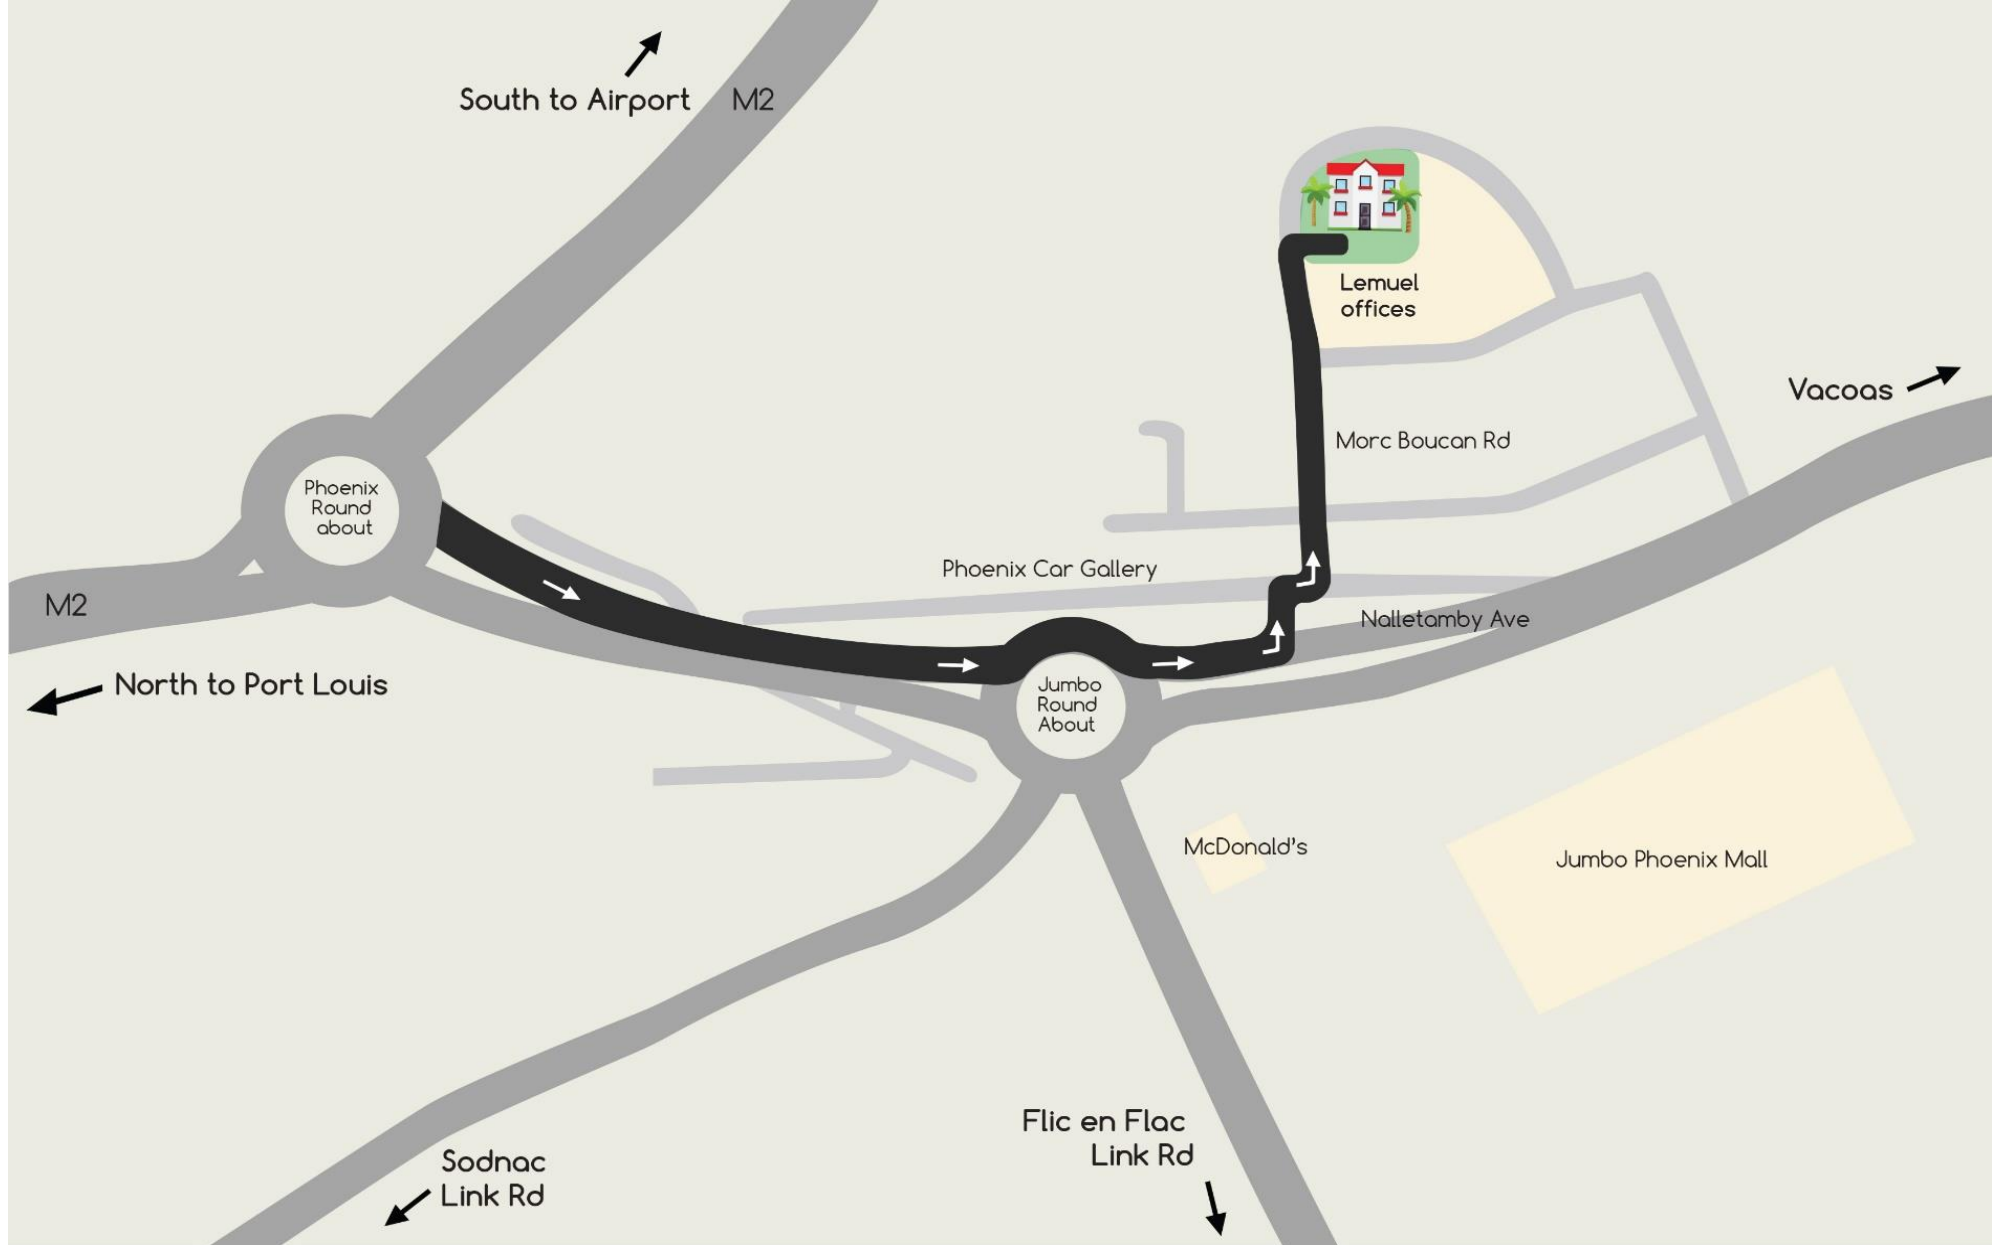 South to Airport
M2
Lemuel
offices
Vacoas
Morc Boucan Rd
Phoenix
Round
about
Phoenix Car Gallery
M2
Nalletamby Ave
North to Port Louis
Jumbo
Round
About
McDonald's
Jumbo Phoenix Mall
Flic en Flac
Link Rd
Sodnac
Link Rd